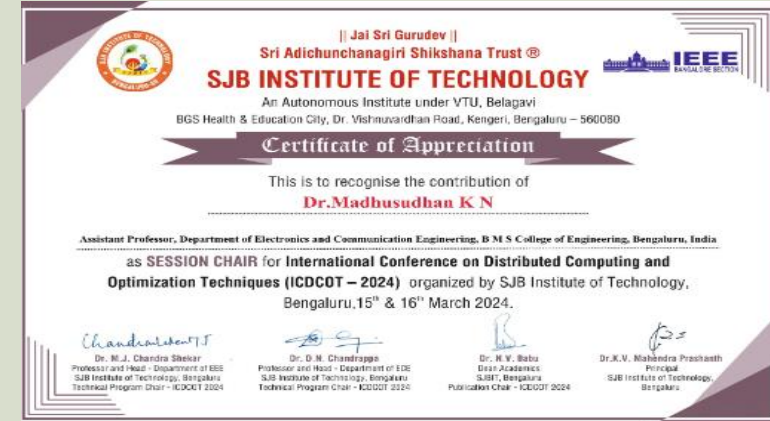 SJB INSTITUTE OF TECHNOLOGY
BENGALURU-60
|| Jai Sri Gurudev ||
Sri Adichunchanagiri Shikshana Trust ®
SJB INSTITUTE OF TECHNOLOGY
An Autonomous Institute under VTU, Belagavi
BGS Health & Education City, Dr. Vishnuvardhan Road, Kengeri, Bengaluru – 560060
IEEE
BANGALORE SECTION
Certificate of Appreciation
This is to recognise the contribution of
Dr.Madhusudhan K N
Assistant Professor, Department of Electronics and Communication Engineering, B M S College of Engineering, Bengaluru, India
as SESSION CHAIR for International Conference on Distributed Computing and
Optimization Techniques (ICDCOT – 2024) organized by SJB Institute of Technology,
Bengaluru,15th & 16th March 2024.
Dr. M.J. Chandra Shekar
Professor and Head - Department of EEE
SJB Institute of Technology, Bengaluru
Technical Program Chair - ICDCOT 2024
Dr. D.N. Chandrappa
Professor and Head - Department of ECE
SJB Institute of Technology, Bengaluru
Technical Program Chair - ICDCOT 2024
Dr. N.V. Babu
Dean Academics
SJBIT, Bengaluru
Publication Chair - ICDCOT 2024
Dr.K.V. Mahendra Prashanth
Principal
SJB Institute of Technology,
Bengaluru